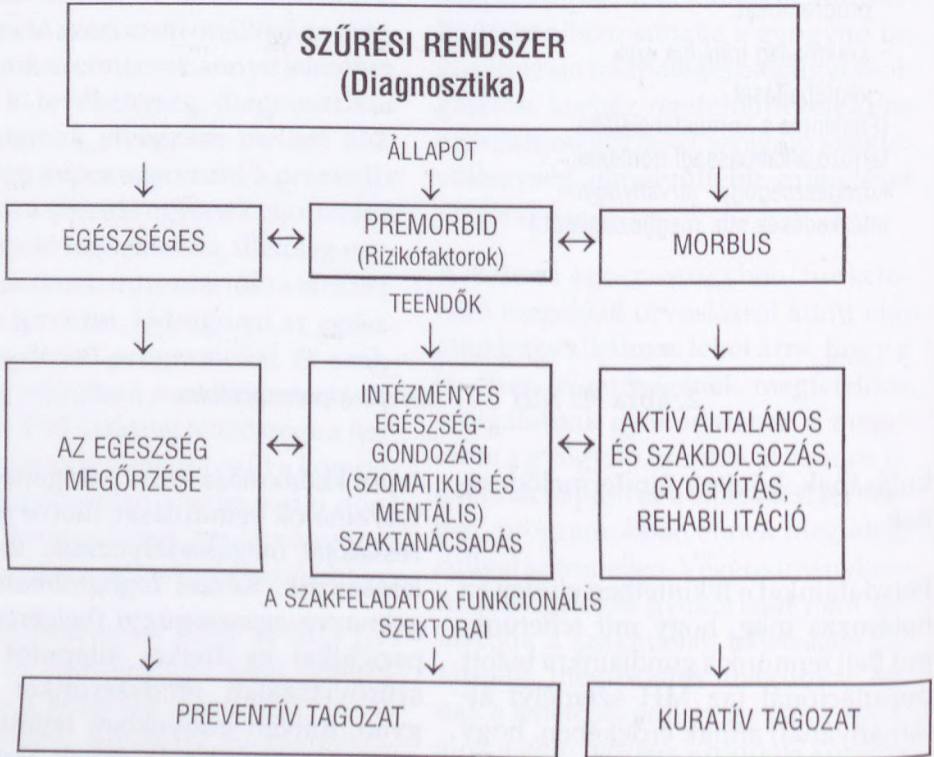 SZŰRÉSI RENDSZER
(Diagnosztika)
ÁLLAPOT
EGÉSZSÉGES
PREMORBID
(Rizikófaktorok)
MORBUS
TEENDŐK
AZ EGÉSZSÉG
MEGŐRZÉSE
INTÉZMÉNYES
EGÉSZSÉG-
GONDOZÁSI
(SZOMATIKUS ÉS
MENTÁLIS)
SZAKTANÁCSADÁS
AKTÍV ÁLTALÁNOS
ÉS SZAKDOLGOZÁS,
GYÓGYÍTÁS,
REHABILITÁCIÓ
A SZAKFELADATOK FUNKCIONÁLIS
SZEKTORAI
PREVENTÍV TAGOZAT
KURATÍV TAGOZAT